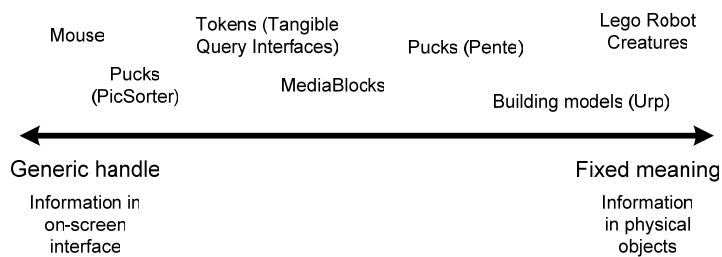 Mouse
Pucks
(PicSorter)
Tokens (Tangible
Query Interfaces)
MediaBlocks
Pucks (Pente)
Building models (Urp)
Lego Robot
Creatures
Generic handle
Information in
on-screen
interface
Fixed meaning
Information
in physical
objects